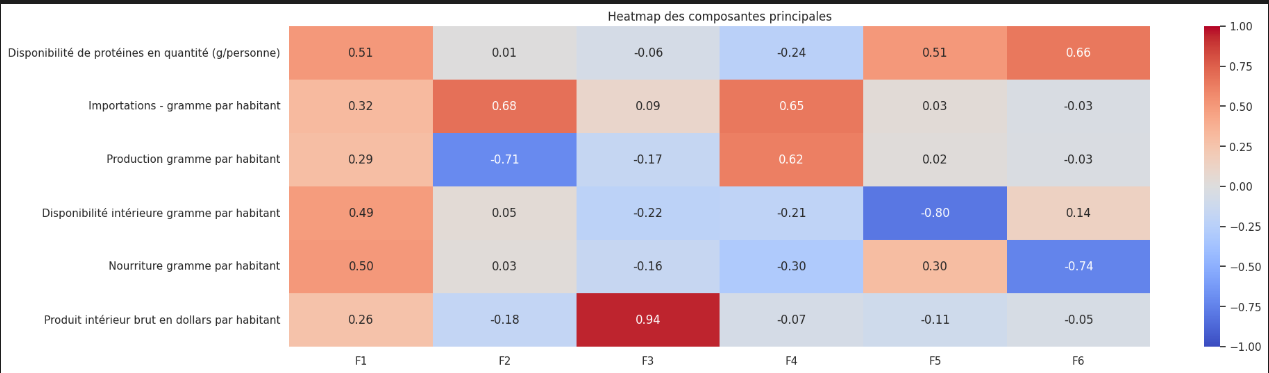 Heatmap des composantes principales
Disponibilité de protéines en quantité (g/personne) 0.51 0.01 -0.06 -0.24 0.51 0.66
Importations - gramme par habitant 0.32 0.68 0.09 0.65 0.03 -0.03
Production gramme par habitant 0.29 -0.71 -0.17 0.62 0.02 -0.03
Disponibilité intérieure gramme par habitant 0.49 0.05 -0.22 -0.21 -0.80 0.14
Nourriture gramme par habitant 0.50 0.03 -0.16 -0.30 0.30 -0.74
Produit intérieur brut en dollars par habitant 0.26 -0.18 0.94 -0.07 -0.11 -0.05
F1 F2 F3 F4 F5 F6
1.00
0.75
0.50
0.25
0.00
−0.25
−0.50
−0.75
−1.00